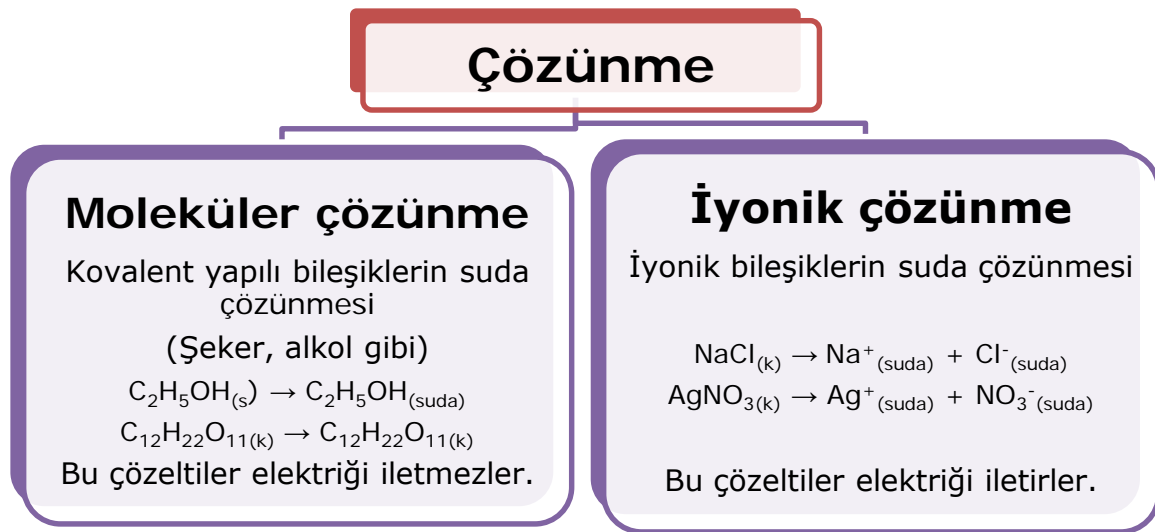 Çözünme
Moleküler çözünme
Kovalent yapılı bileşiklerin suda
çözünmesi
(Şeker, alkol gibi)
C₂H₅OH₍ₛ₎) → C₂H₅OH(suda)
C₁₂H₂₂O₁₁(k) → C₁₂H₂₂O₁₁(k)
Bu çözeltiler elektriği iletmezler.
İyonik çözünme
İyonik bileşiklerin suda çözünmesi
NaCl(k) → Na⁺(suda) + Cl⁻(suda)
AgNO₃(k) → Ag⁺(suda) + NO₃⁻(suda)
Bu çözeltiler elektriği iletirler.